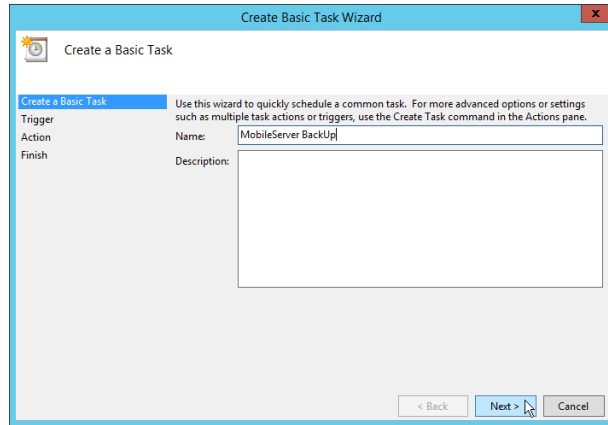 Create Basic Task Wizard
x
Create a Basic Task
Create a Basic Task
Trigger
Action
Finish
Use this wizard to quickly schedule a common task. For more advanced options or settings
such as multiple task actions or triggers, use the Create Task command in the Actions pane.
Name: MobileServer BackUp
Description:
< Back Next > Cancel